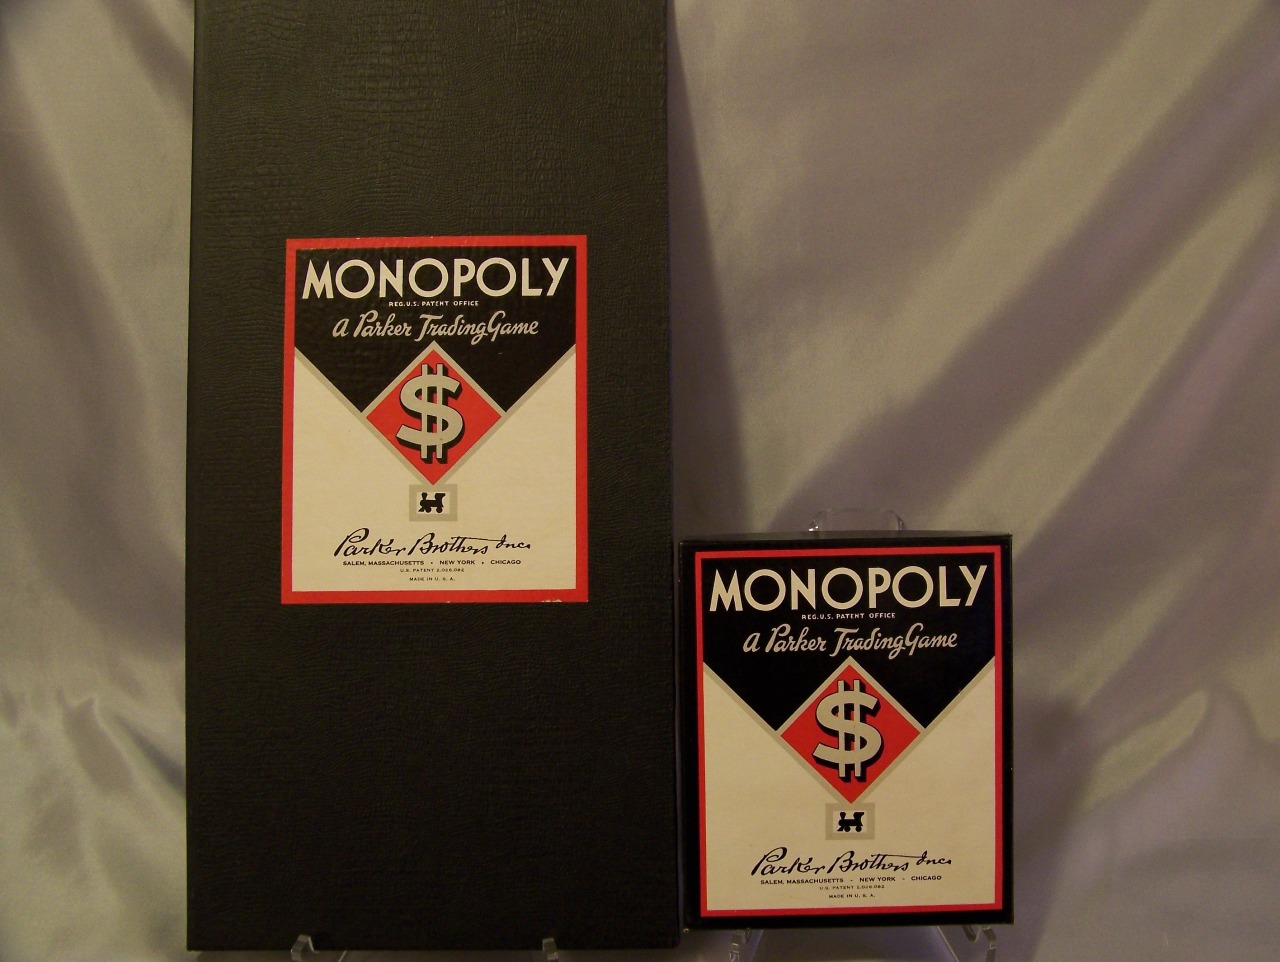 MONOPOLY
REG. U.S. PATENT OFFICE
A Parker Trading Game
$
Parker Brothers Inc.
SALEM, MASSACHUSETTS • NEW YORK • CHICAGO
U.S. PATENT 2,026,082
MADE IN U. S. A.
MONOPOLY
REG. U.S. PATENT OFFICE
A Parker Trading Game
$
Parker Brothers Inc.
SALEM, MASSACHUSETTS - NEW YORK - CHICAGO
U.S. PATENT 2,026,082
MADE IN U. S. A.